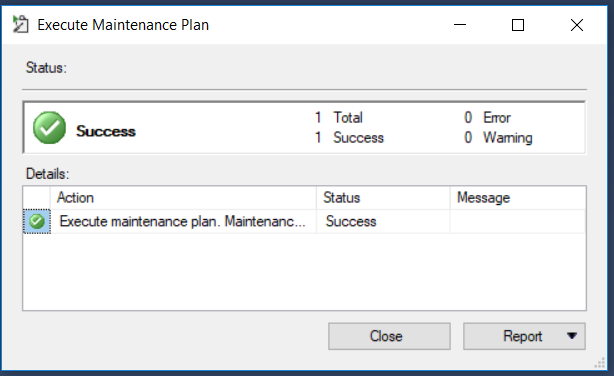 Execute Maintenance Plan
Status:
Success
1 Total
0 Error
1 Success
0 Warning
Details:
Action Status Message
Execute maintenance plan. Maintenanc... Success
Close Report